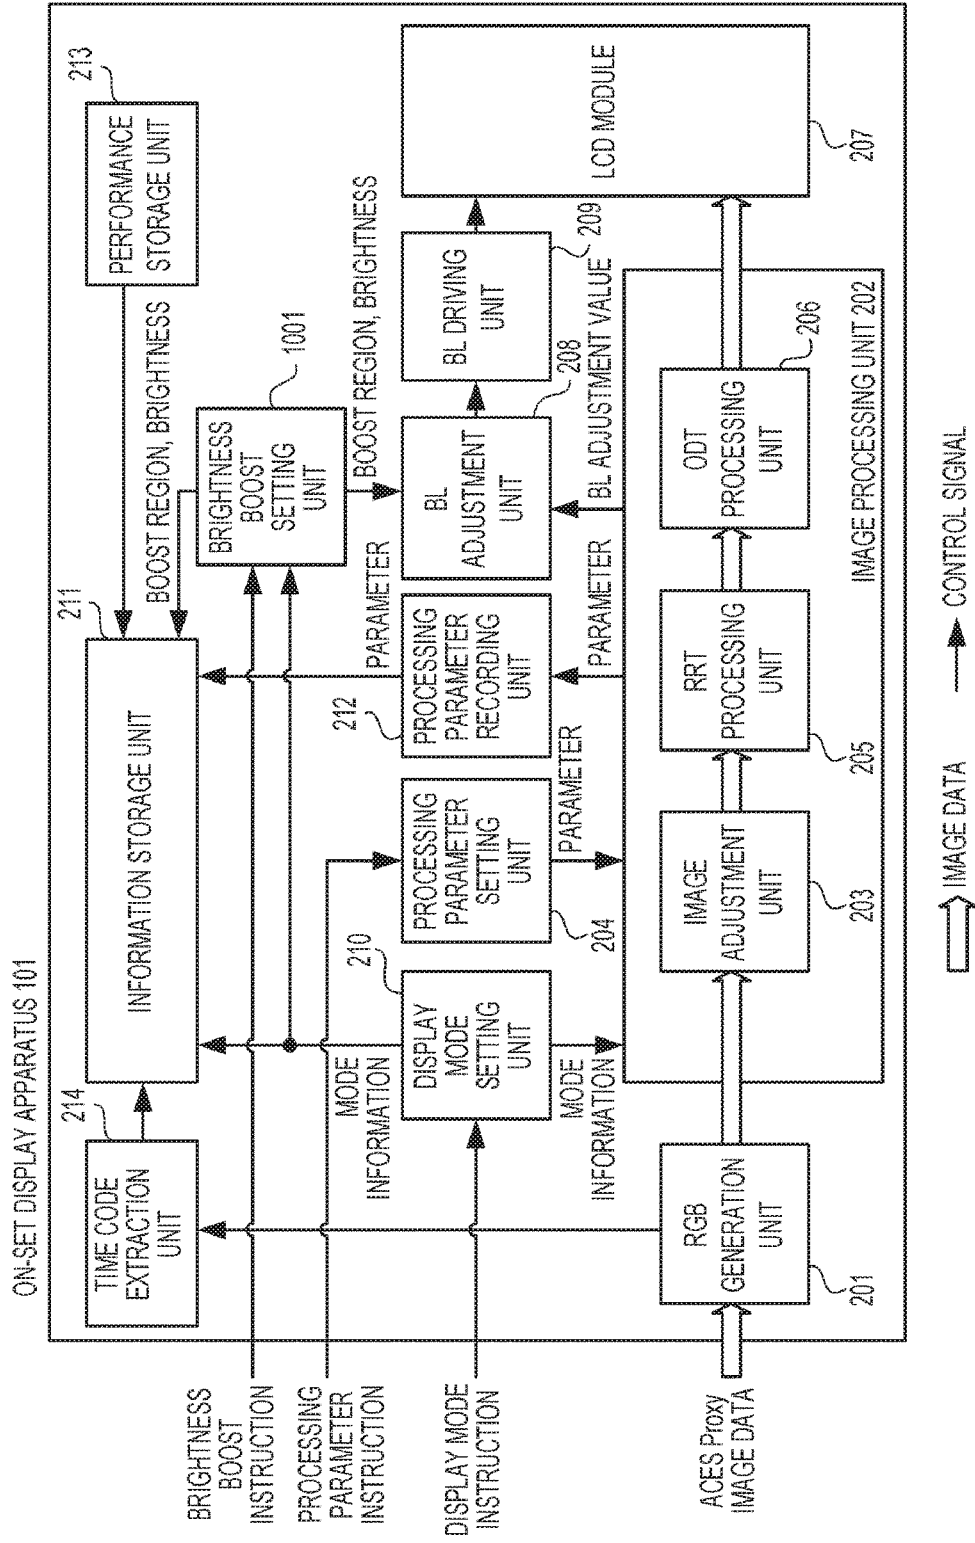 ON-SET DISPLAY APPARATUS 101
214
TIME CODE
EXTRACTION
UNIT
211
INFORMATION STORAGE UNIT
213
PERFORMANCE
STORAGE UNIT
BOOST REGION, BRIGHTNESS
BRIGHTNESS
BOOST
INSTRUCTION
1001
BRIGHTNESS
BOOST
SETTING
UNIT
PROCESSING
PARAMETER
INSTRUCTION
MODE
INFORMATION
PARAMETER
BOOST REGION, BRIGHTNESS
DISPLAY MODE
INSTRUCTION
210
DISPLAY
MODE
SETTING
UNIT
PROCESSING
PARAMETER
SETTING
UNIT
204
212
PROCESSING
PARAMETER
RECORDING
UNIT
BL
ADJUSTMENT
UNIT
208
BL DRIVING
UNIT
209
LCD MODULE
207
MODE
INFORMATION
PARAMETER
PARAMETER
BL ADJUSTMENT VALUE
ACES Proxy
IMAGE DATA
RGB
GENERATION
UNIT
201
IMAGE
ADJUSTMENT
UNIT
203
RRT
PROCESSING
UNIT
205
ODT
PROCESSING
UNIT
206
IMAGE PROCESSING UNIT 202
IMAGE DATA
CONTROL SIGNAL